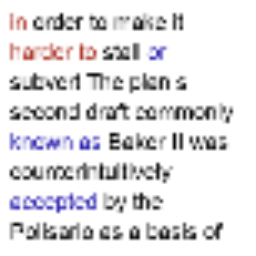 in order to make it
harder to stall or
subvert The plan s
second draft commonly
known as Baker II was
counterintuitively
accepted by the
Polisario as a basis of